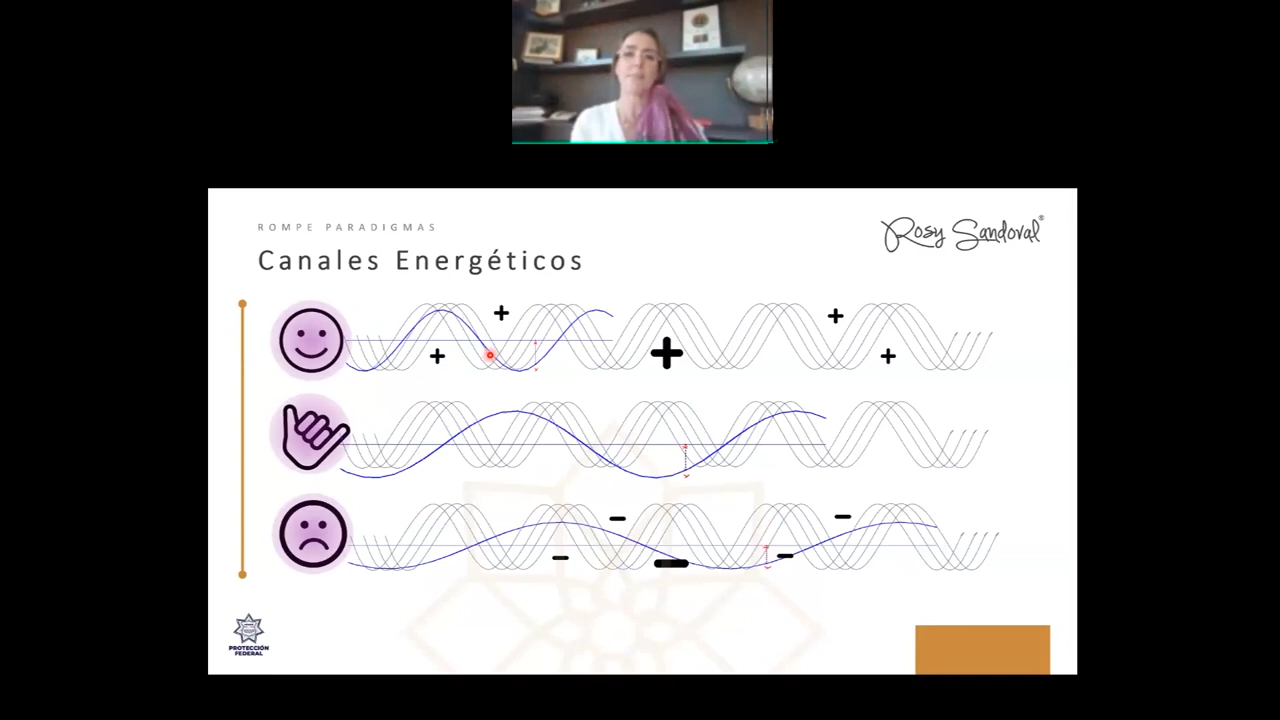 ROMPE PARADIGMAS
Rosy Sandoval®
Canales Energéticos
PROTECCIÓN
FEDERAL